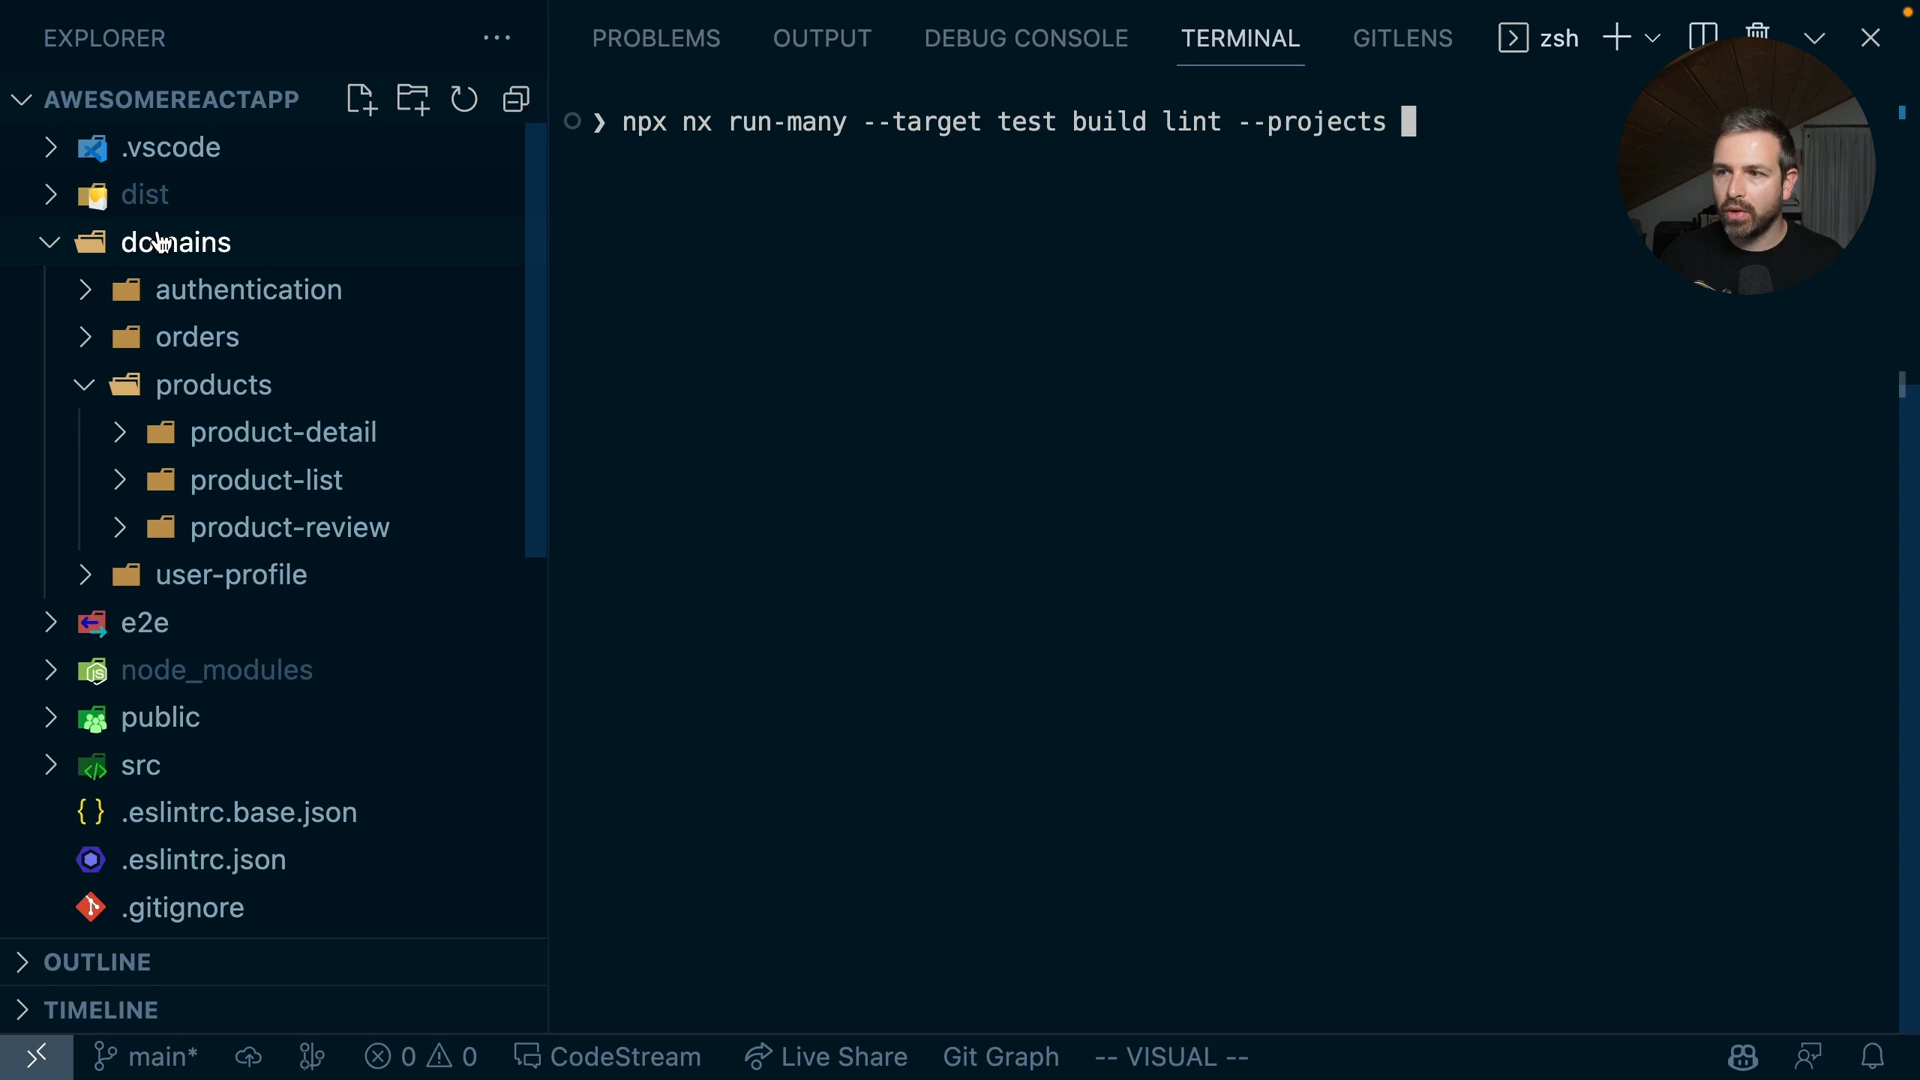 EXPLORER
AWESOMEREACTAPP
.vscode
dist
domains
authentication
orders
products
product-detail
product-list
product-review
user-profile
e2e
node_modules
public
src
.eslintrc.base.json
.eslintrc.json
.gitignore
OUTLINE
TIMELINE
PROBLEMS OUTPUT DEBUG CONSOLE TERMINAL GITLENS zsh
❯ npx nx run-many --target test build lint --projects
main* 0 0 CodeStream Live Share Git Graph -- VISUAL --